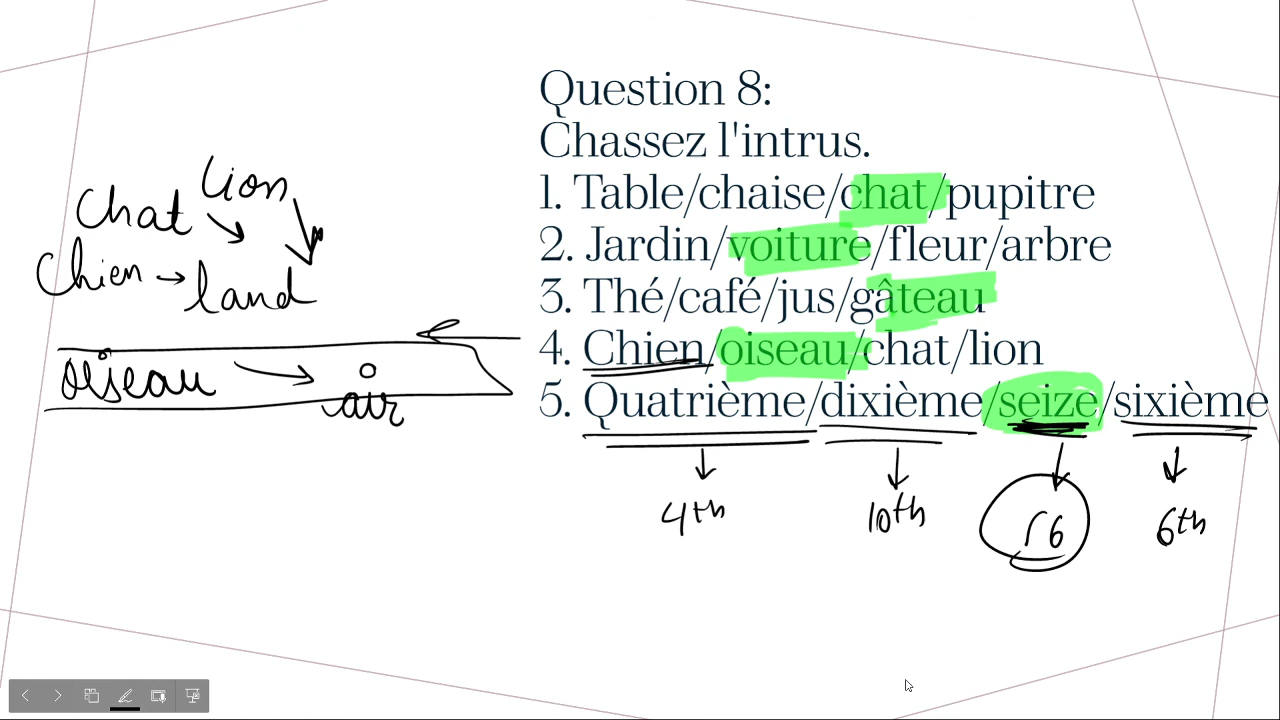 Question 8:
Chassez l'intrus.
1. Table/chaise/chat/pupitre
2. Jardin/voiture/fleur/arbre
3. Thé/café/jus/gâteau
4. Chien/oiseau/chat/lion
5. Quatrième/dixième/seize/sixième
4th 10th 16 6th
lion
Chat
Chien → land
oiseau
air